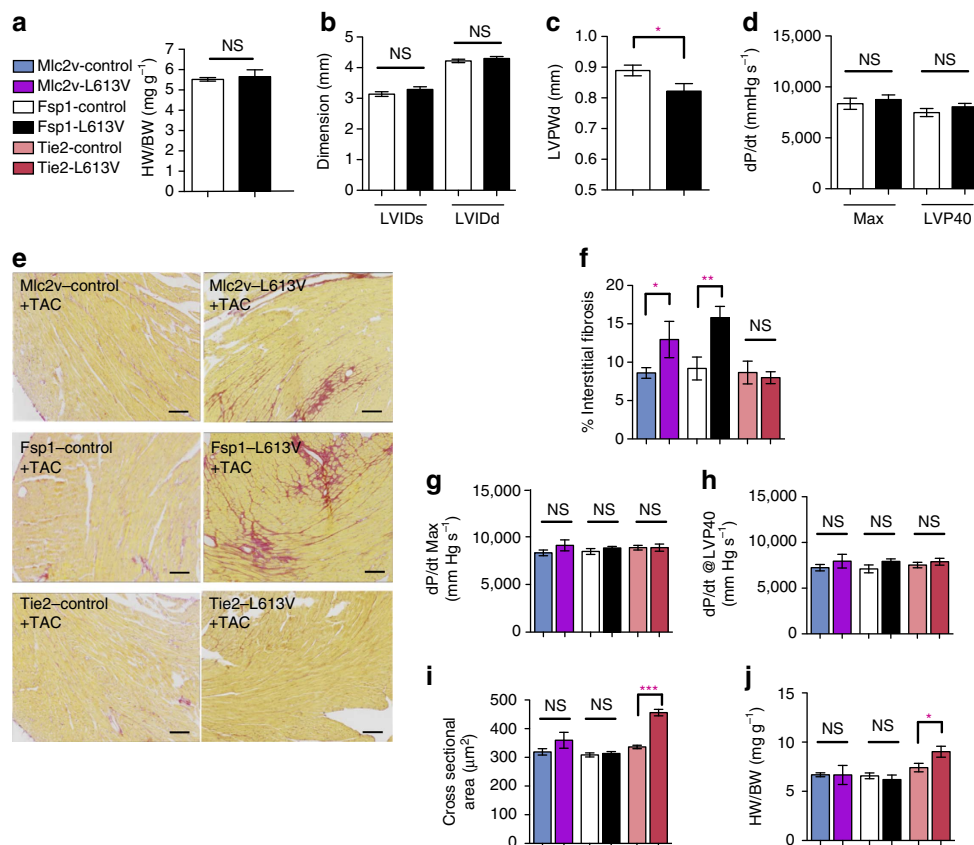 a
Mlc2v-control
Mlc2v-L613V
Fsp1-control
Fsp1-L613V
Tie2-control
Tie2-L613V
HW/BW (mg g⁻¹)
6
5
4
3
2
1
0
NS
b
Dimension (mm)
5
4
3
2
1
0
NS
NS
LVIDs
LVIDd
c
LVPWd (mm)
1.0
0.9
0.8
0.7
0.6
0.5
*
d
dP/dt (mmHg s⁻¹)
15,000
10,000
5,000
0
NS
NS
Max
LVP40
e
Mlc2v–control
+TAC
Mlc2v–L613V
+TAC
Fsp1–control
+TAC
Fsp1–L613V
+TAC
Tie2–control
+TAC
Tie2–L613V
+TAC
f
% Interstitial fibrosis
20
15
10
5
0
*
**
NS
g
dP/dt Max
(mm Hg s⁻¹)
15,000
10,000
5,000
0
NS
NS
NS
h
dP/dt @LVP40
(mm Hg s⁻¹)
15,000
10,000
5,000
0
NS
NS
NS
i
Cross sectional
area (μm²)
500
400
300
200
100
0
NS
NS
***
j
HW/BW (mg g⁻¹)
15
10
5
0
NS
NS
*